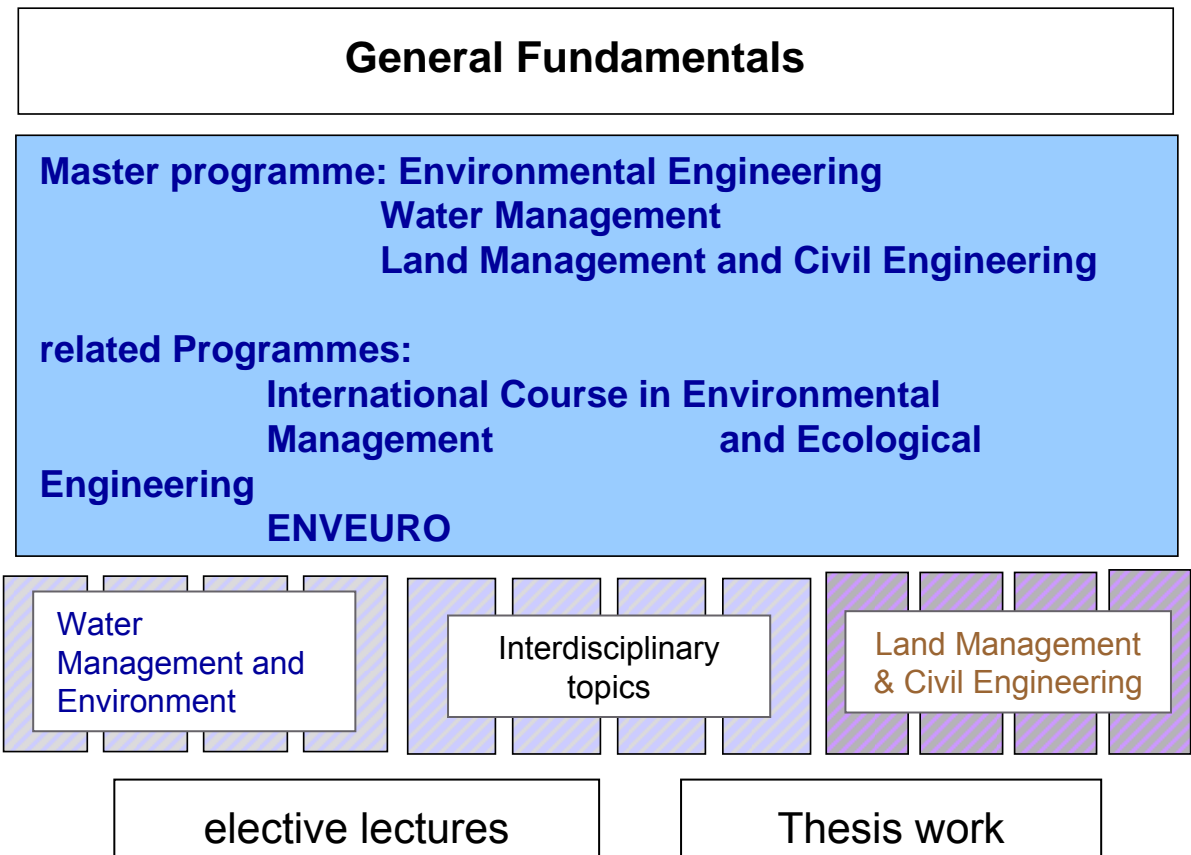 General Fundamentals
Master programme: Environmental Engineering
Water Management
Land Management and Civil Engineering
related Programmes:
International Course in Environmental
Management and Ecological
Engineering
ENVEURO
Water
Management and
Environment
Interdisciplinary
topics
Land Management
& Civil Engineering
elective lectures
Thesis work